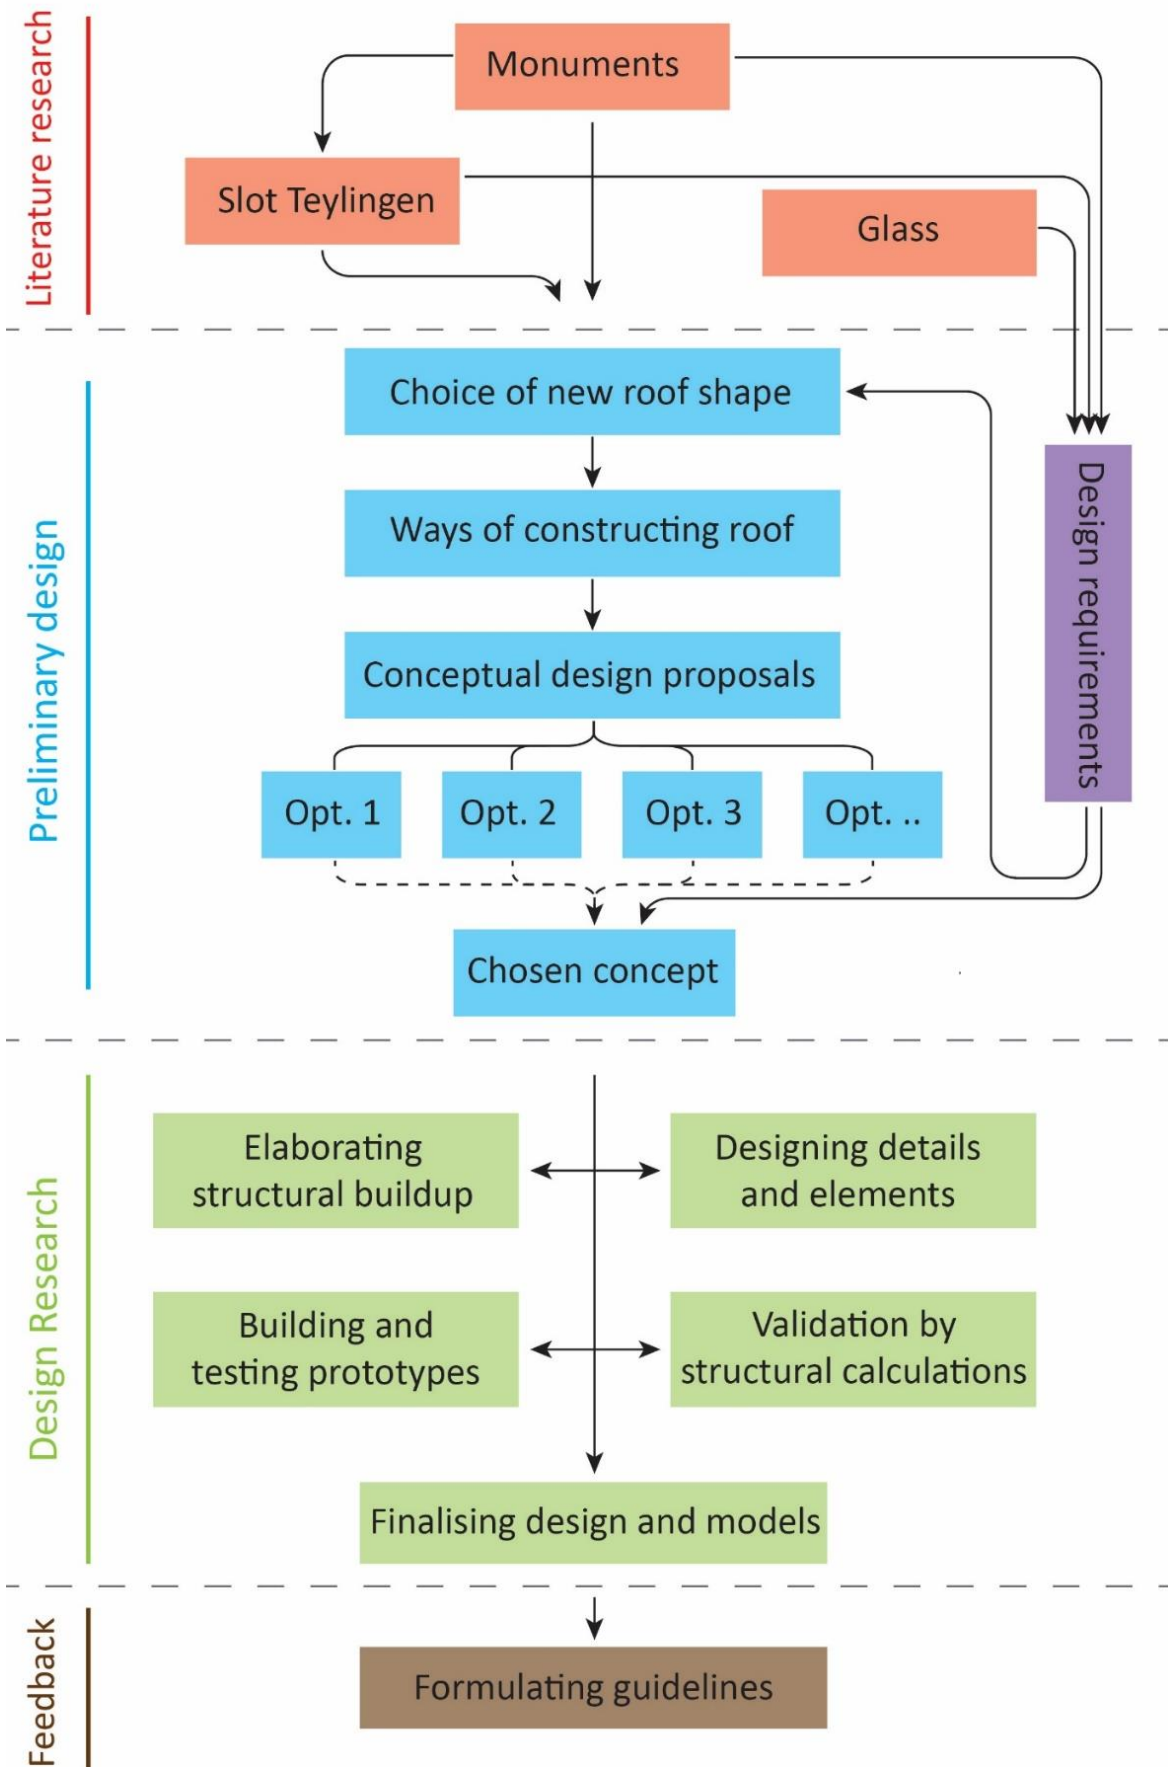 Literature research
Monuments
Slot Teylingen
Glass
Preliminary design
Choice of new roof shape
Ways of constructing roof
Conceptual design proposals
Opt. 1
Opt. 2
Opt. 3
Opt. ..
Chosen concept
Design requirements
Design Research
Elaborating
structural buildup
Designing details
and elements
Building and
testing prototypes
Validation by
structural calculations
Finalising design and models
Feedback
Formulating guidelines